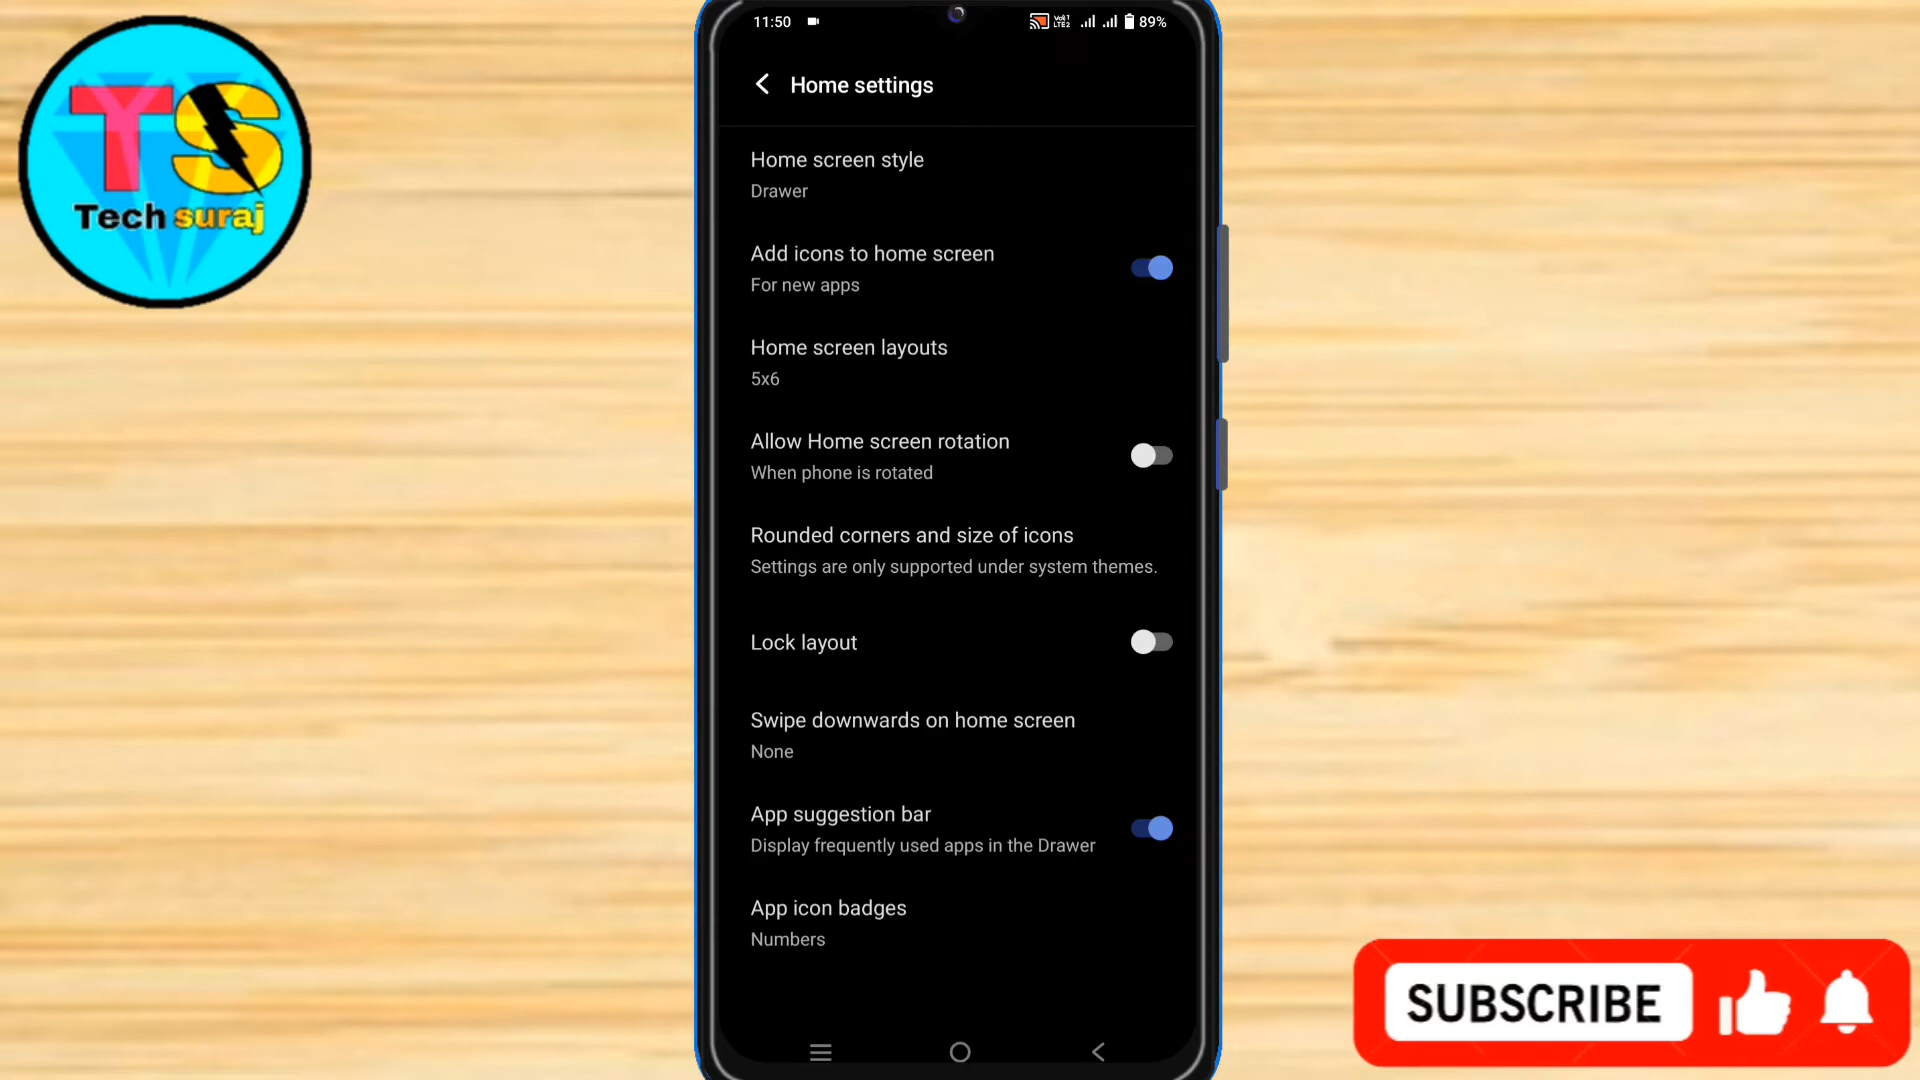 TS
Tech suraj
11:50
VoLTE2
89%
Home settings
Home screen style
Drawer
Add icons to home screen
For new apps
Home screen layouts
5x6
Allow Home screen rotation
When phone is rotated
Rounded corners and size of icons
Settings are only supported under system themes.
Lock layout
Swipe downwards on home screen
None
App suggestion bar
Display frequently used apps in the Drawer
App icon badges
Numbers
SUBSCRIBE